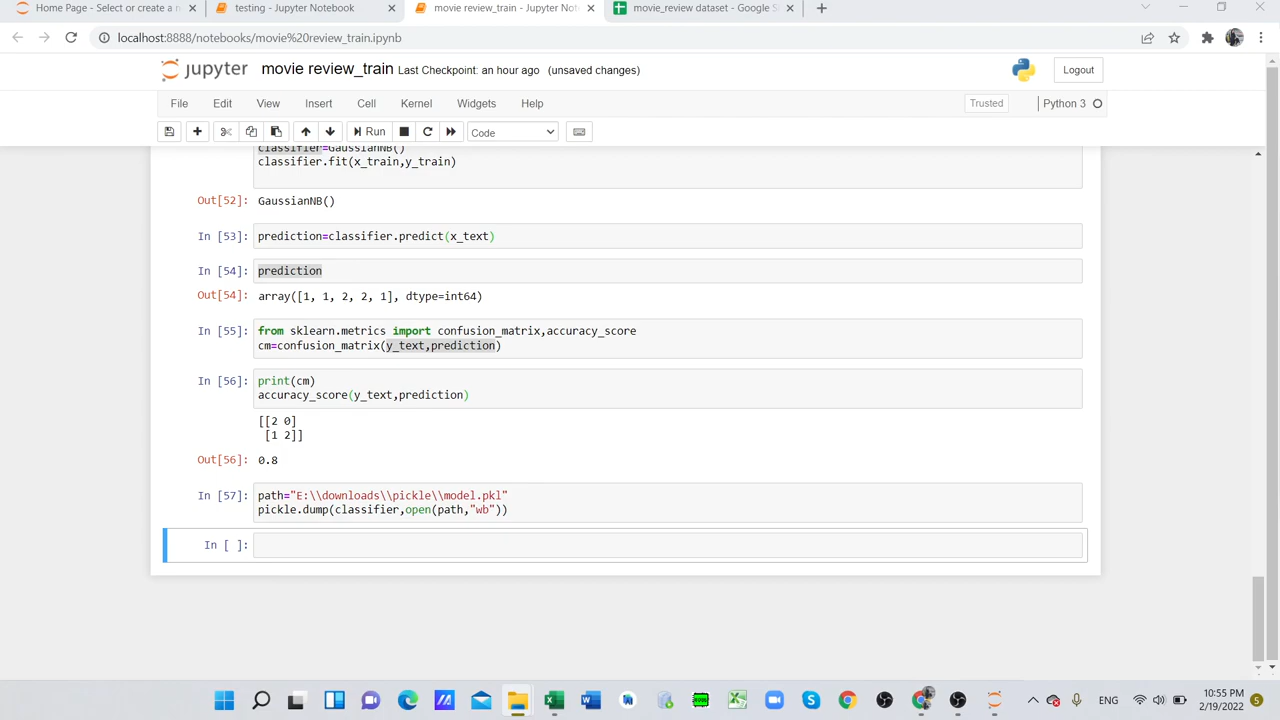 Home Page - Select or create a n
testing - Jupyter Notebook
movie review_train - Jupyter Not
movie_review dataset - Google S
localhost:8888/notebooks/movie%20review_train.ipynb
jupyter movie review_train Last Checkpoint: an hour ago (unsaved changes)
Logout
File Edit View Insert Cell Kernel Widgets Help
Trusted
Python 3
Run
Code
classifier=GaussianNB()
classifier.fit(x_train,y_train)
Out[52]: GaussianNB()
In [53]: prediction=classifier.predict(x_text)
In [54]: prediction
Out[54]: array([1, 1, 2, 2, 1], dtype=int64)
In [55]: from sklearn.metrics import confusion_matrix,accuracy_score
cm=confusion_matrix(y_text,prediction)
In [56]: print(cm)
accuracy_score(y_text,prediction)
[[2 0]
[1 2]]
Out[56]: 0.8
In [57]: path="E:\\downloads\\pickle\\model.pkl"
pickle.dump(classifier,open(path,"wb"))
In [ ]:
ENG
10:55 PM
2/19/2022
5